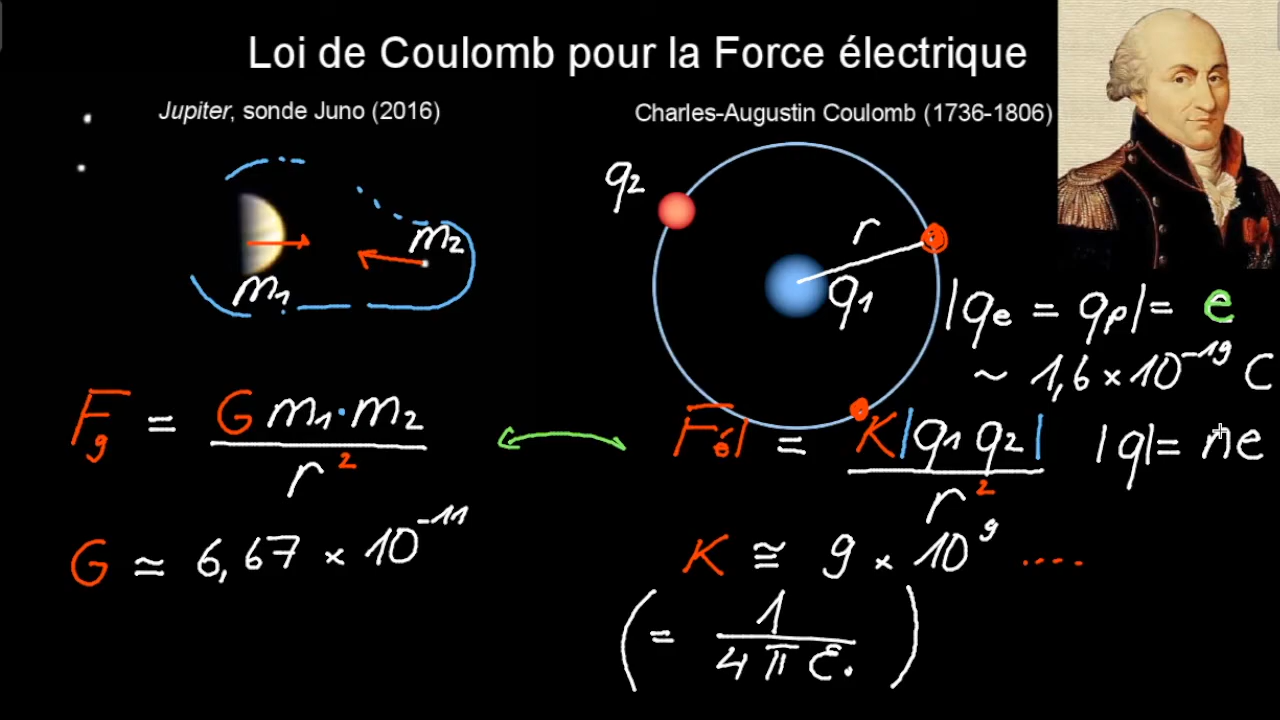 Loi de Coulomb pour la Force électrique
Jupiter, sonde Juno (2016)
Charles-Augustin Coulomb (1736-1806)
q2
m2
m1
r
q1
|qe = qp| = e
~ 1,6 × 10^-19 C
Fg = G m1 · m2 / r²
Fél = K |q1 q2| / r²
|q| = ne
G ≃ 6,67 × 10^-11
K ≅ 9 × 10^9 ....
(= 1 / 4 π ε.)